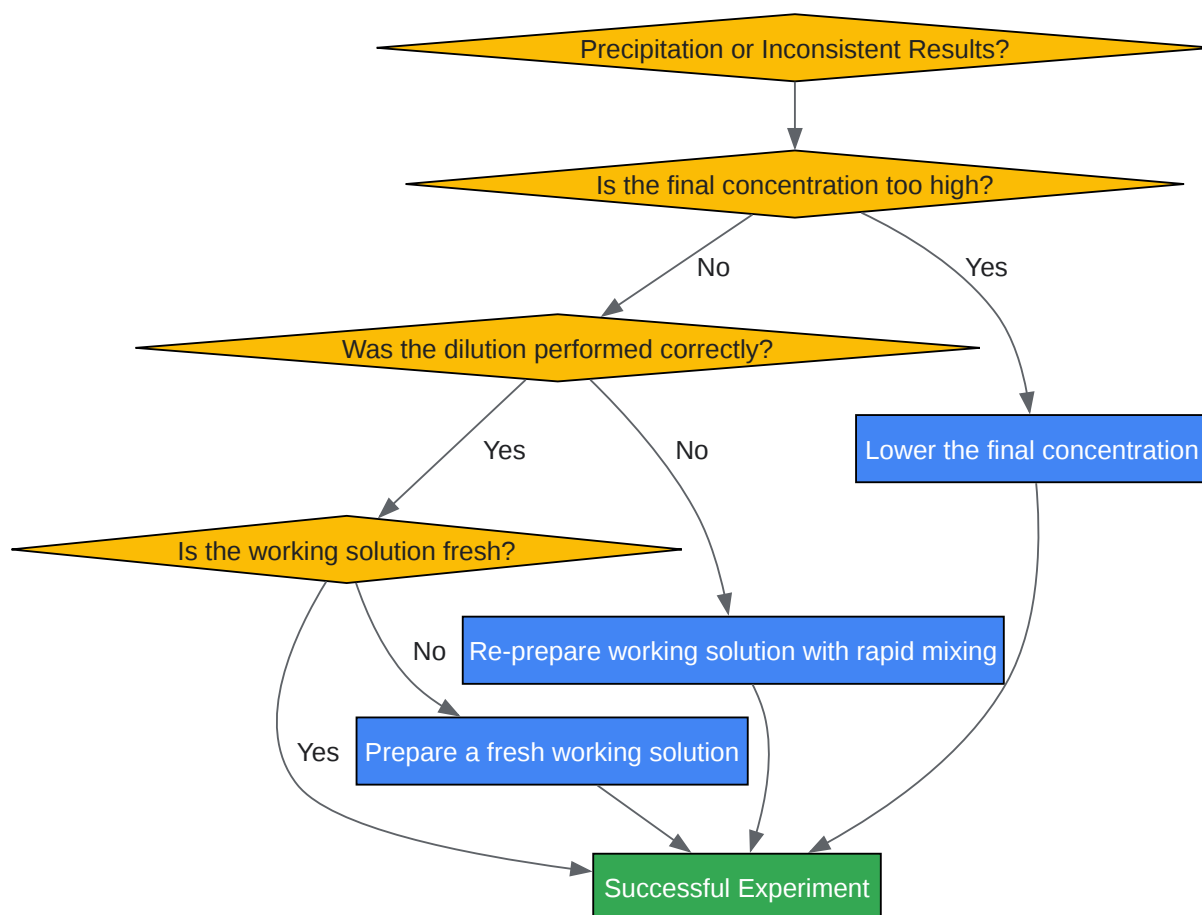 Precipitation or Inconsistent Results?
Is the final concentration too high?
No
Yes
Was the dilution performed correctly?
Yes
No
Lower the final concentration
Is the working solution fresh?
No
Re-prepare working solution with rapid mixing
Yes
Prepare a fresh working solution
Successful Experiment